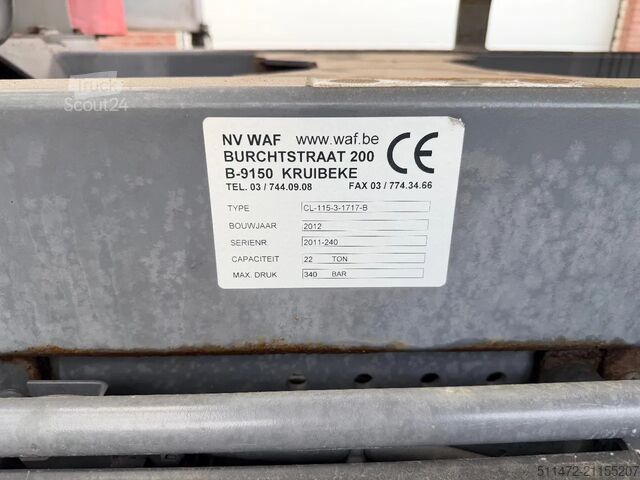 Truck
Scout24
NV WAF www.waf.be
BURCHTSTRAAT 200
B-9150 KRUIBEKE
TEL. 03 / 744.09.08 FAX 03 / 774.34.66
CE
TYPE CL-115-3-1717-B
BOUWJAAR 2012
SERIENR. 2011-240
CAPACITEIT 22 TON
MAX. DRUK 340 BAR
511472-21155207